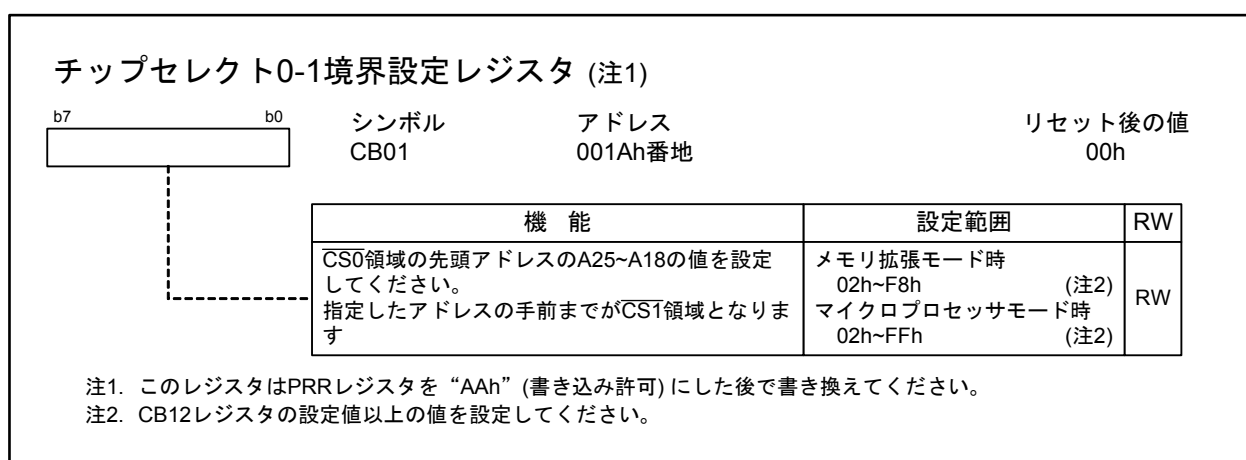 チップセレクト0-1境界設定レジスタ (注1)
b7 b0 シンボル アドレス リセット後の値
CB01 001Ah番地 00h
機 能 設定範囲 RW
CS0領域の先頭アドレスのA25~A18の値を設定 メモリ拡張モード時
してください。 02h~F8h (注2) RW
指定したアドレスの手前までがCS1領域となりま マイクロプロセッサモード時
す 02h~FFh (注2)
注1. このレジスタはPRRレジスタを“AAh” (書き込み許可) にした後で書き換えてください。
注2. CB12レジスタの設定値以上の値を設定してください。